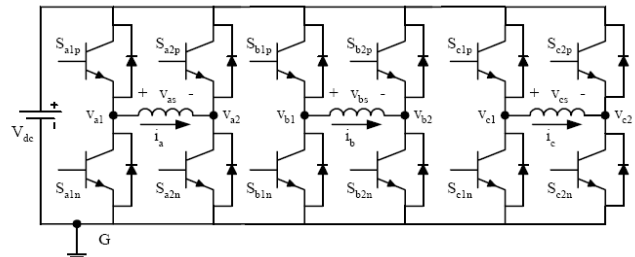 Sa1p Sa2p Sb1p Sb2p Sc1p Sc2p
+ vas - + vbs - + vcs -
+
Vdc
va1 va2 vb1 vb2 vc1 vc2
ia ib ic
Sa1n Sa2n Sb1n Sb2n Sc1n Sc2n
G